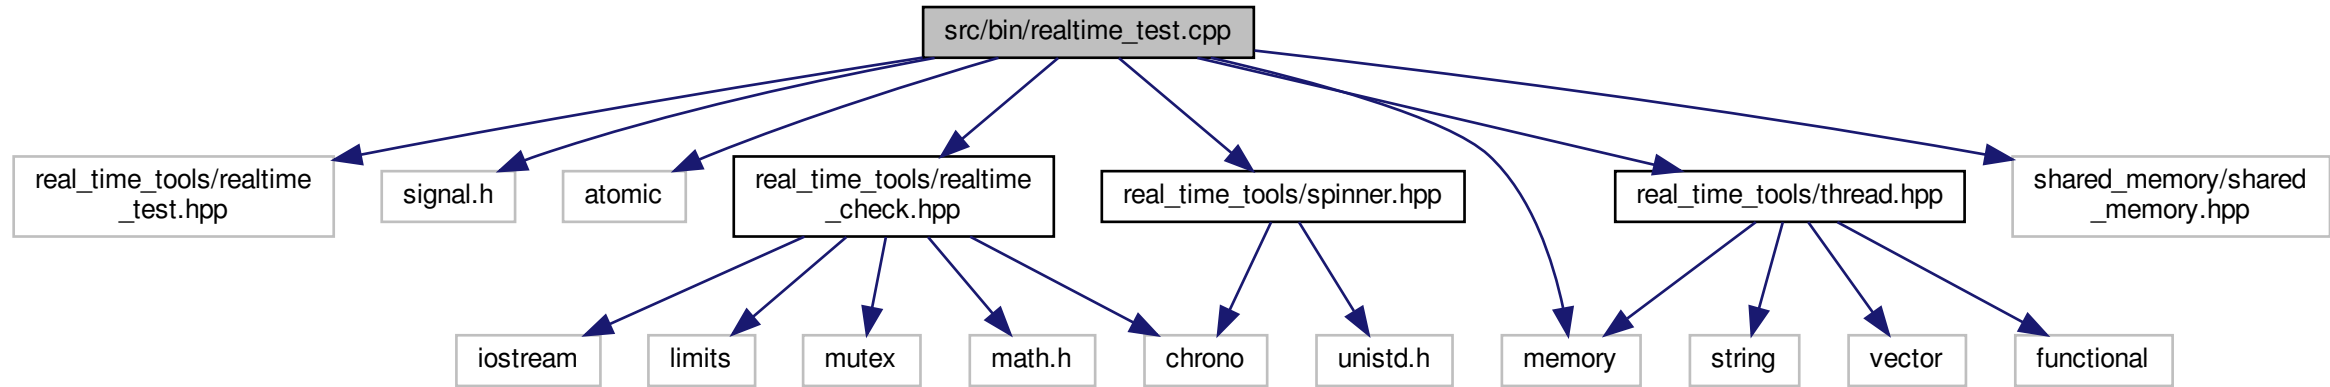 src/bin/realtime_test.cpp
real_time_tools/realtime
_test.hpp
signal.h
atomic
real_time_tools/realtime
_check.hpp
real_time_tools/spinner.hpp
real_time_tools/thread.hpp
shared_memory/shared
_memory.hpp
iostream
limits
mutex
math.h
chrono
unistd.h
memory
string
vector
functional